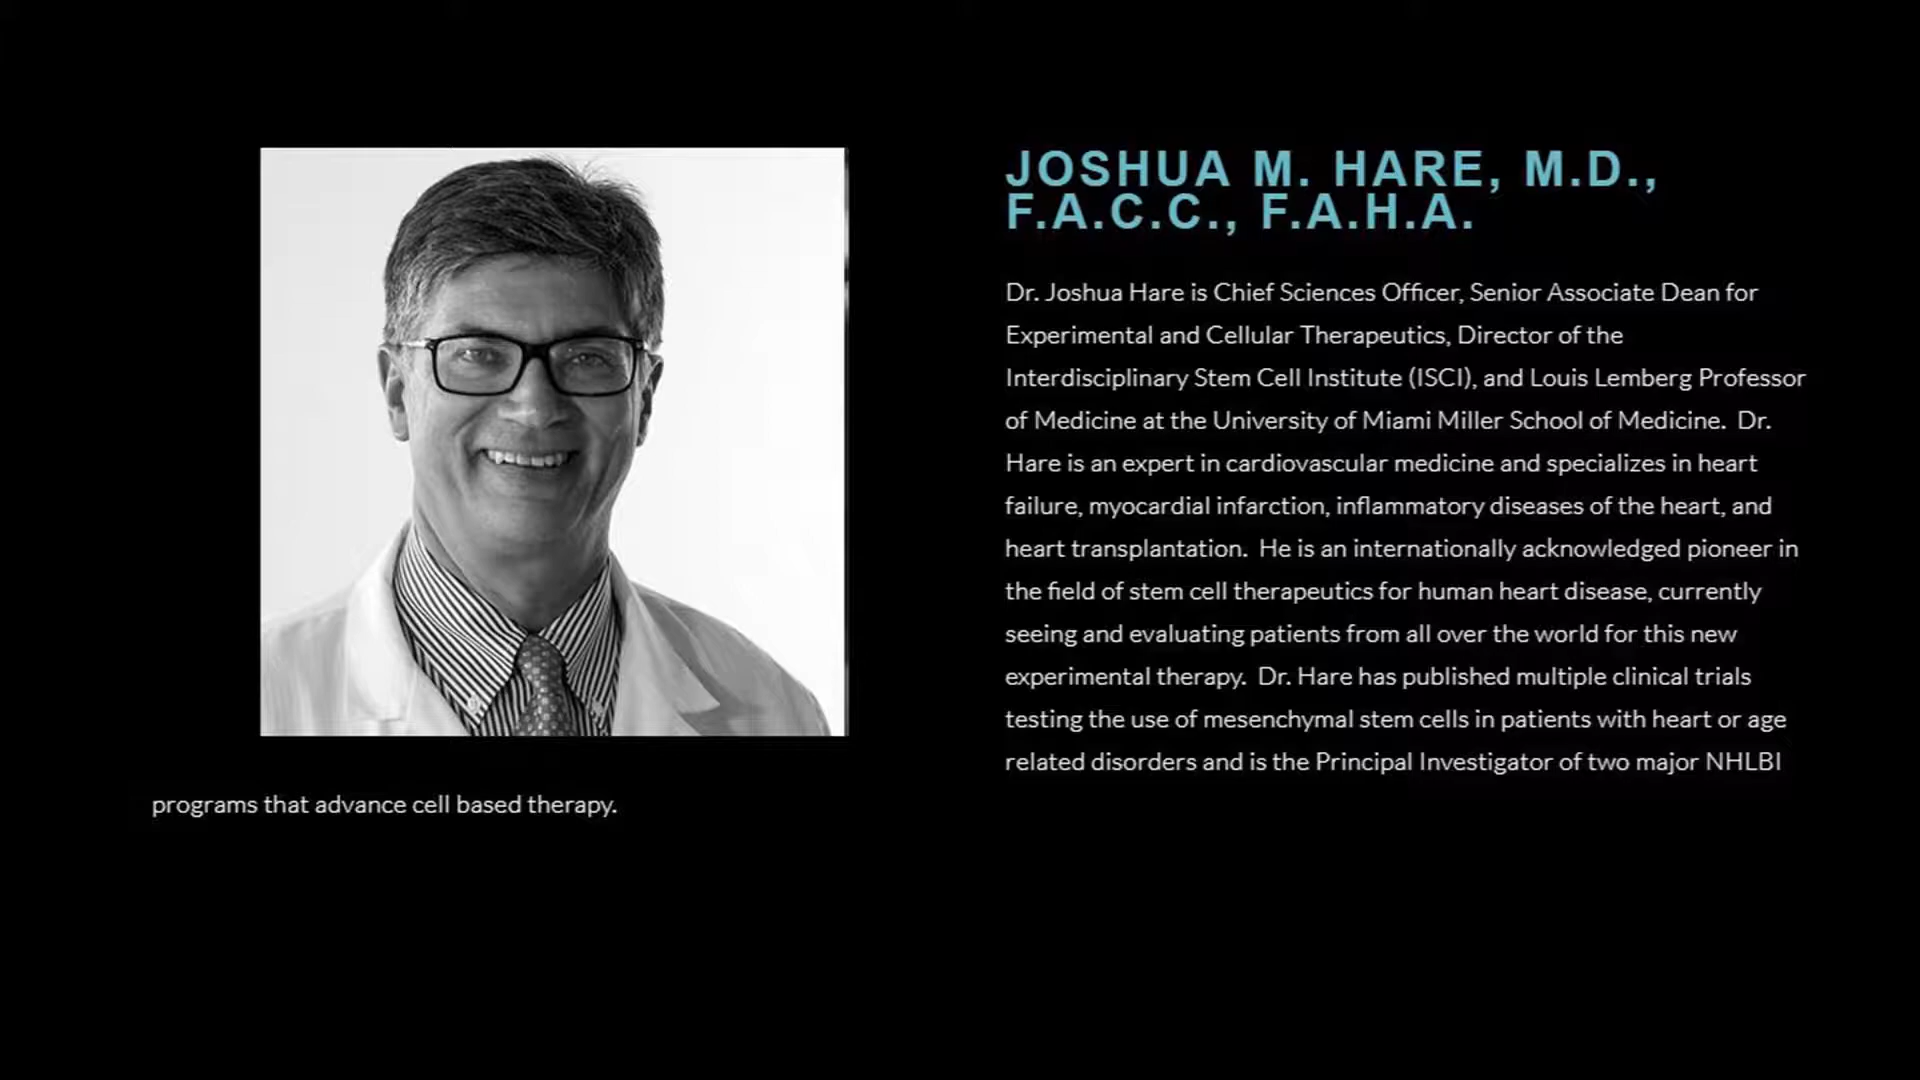 JOSHUA M. HARE, M.D.,
F.A.C.C., F.A.H.A.
Dr. Joshua Hare is Chief Sciences Officer, Senior Associate Dean for
Experimental and Cellular Therapeutics, Director of the
Interdisciplinary Stem Cell Institute (ISCI), and Louis Lemberg Professor
of Medicine at the University of Miami Miller School of Medicine. Dr.
Hare is an expert in cardiovascular medicine and specializes in heart
failure, myocardial infarction, inflammatory diseases of the heart, and
heart transplantation. He is an internationally acknowledged pioneer in
the field of stem cell therapeutics for human heart disease, currently
seeing and evaluating patients from all over the world for this new
experimental therapy. Dr. Hare has published multiple clinical trials
testing the use of mesenchymal stem cells in patients with heart or age
related disorders and is the Principal Investigator of two major NHLBI
programs that advance cell based therapy.